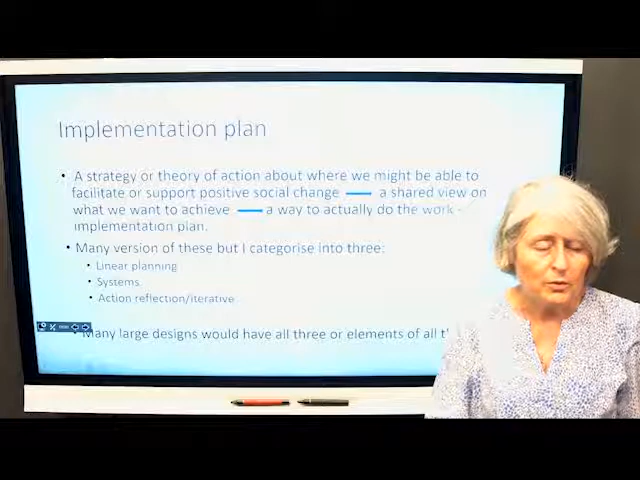 Implementation plan
• A strategy or theory of action about where we might be able to
facilitate or support positive social change — a shared view on
what we want to achieve — a way to actually do the work -
implementation plan.
• Many version of these but I categorise into three:
• Linear planning
• Systems
• Action reflection/iterative
Many large designs would have all three or elements of all